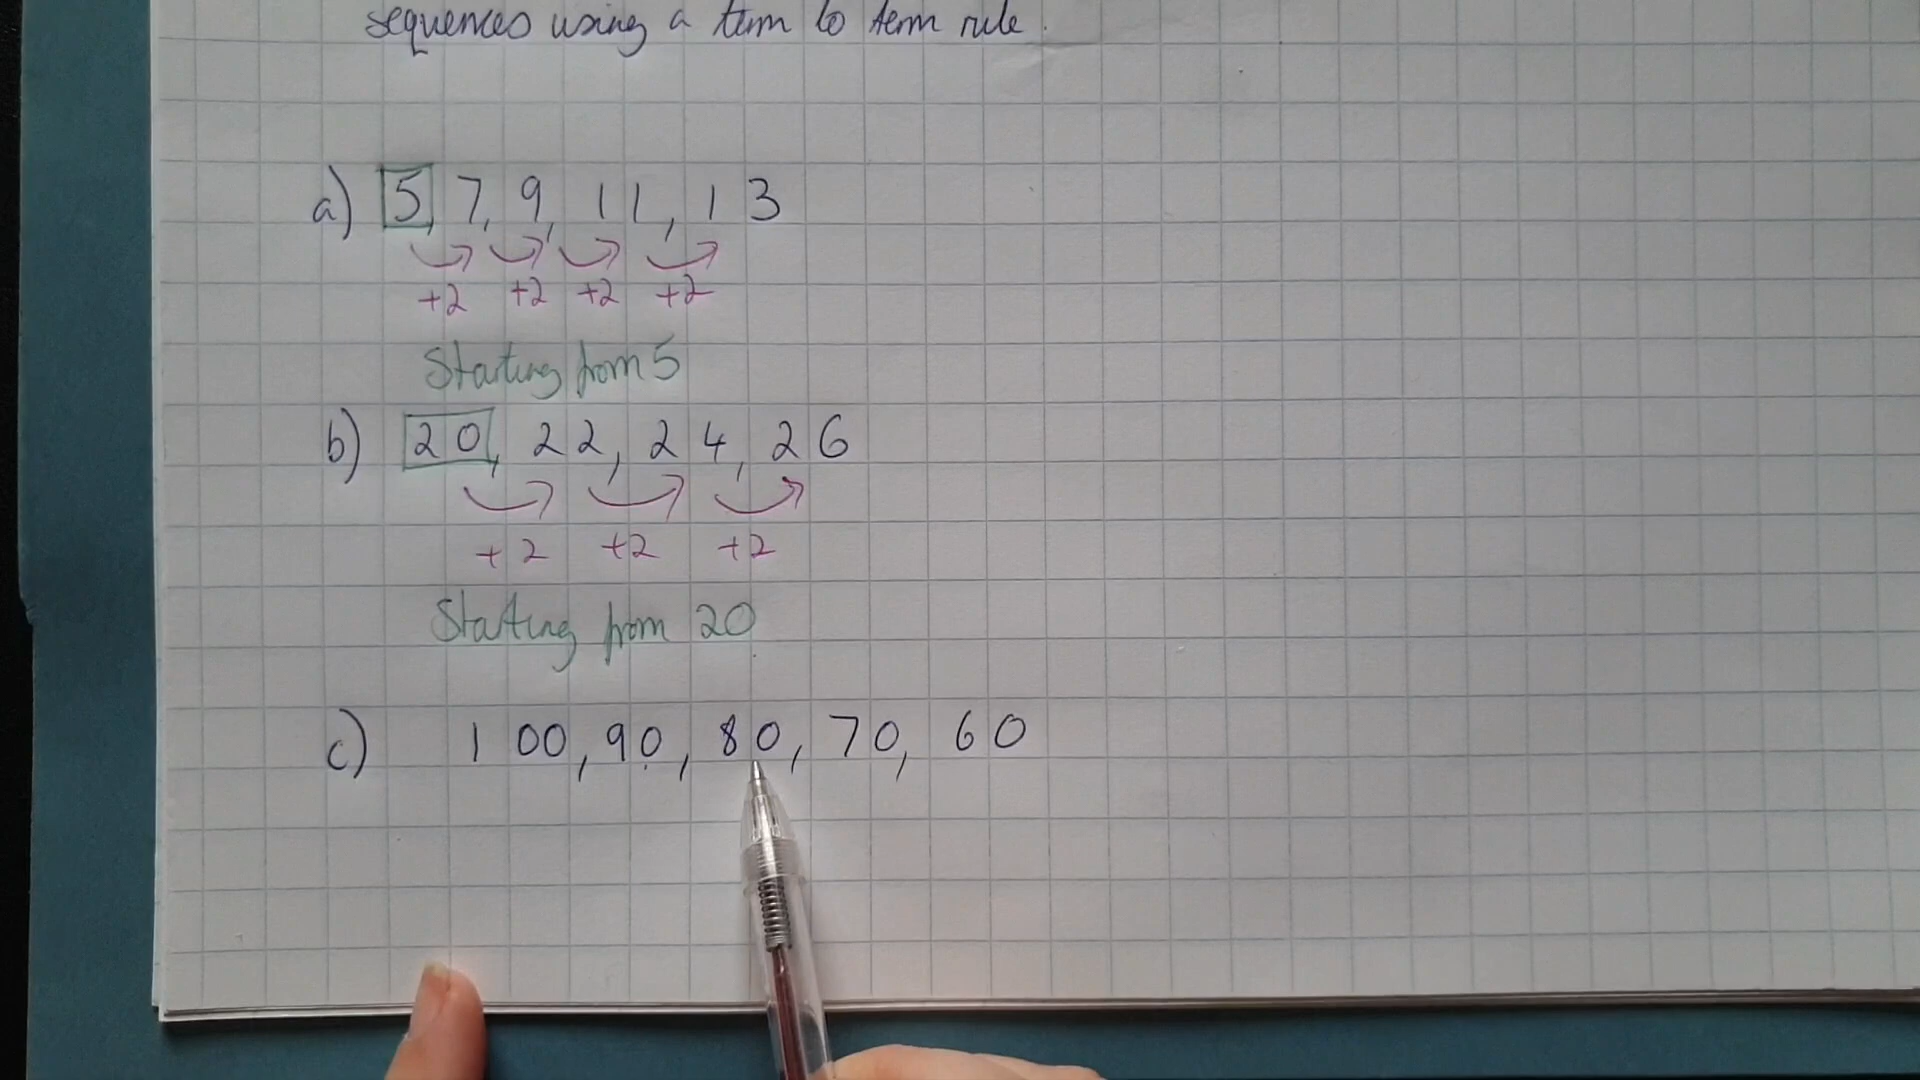 sequences using a term to term rule.
a) 5, 7, 9, 11, 13
+2 +2 +2 +2
Starting from 5
b) 20, 22, 24, 26
+2 +2 +2
Starting from 20
c) 100, 90, 80, 70, 60